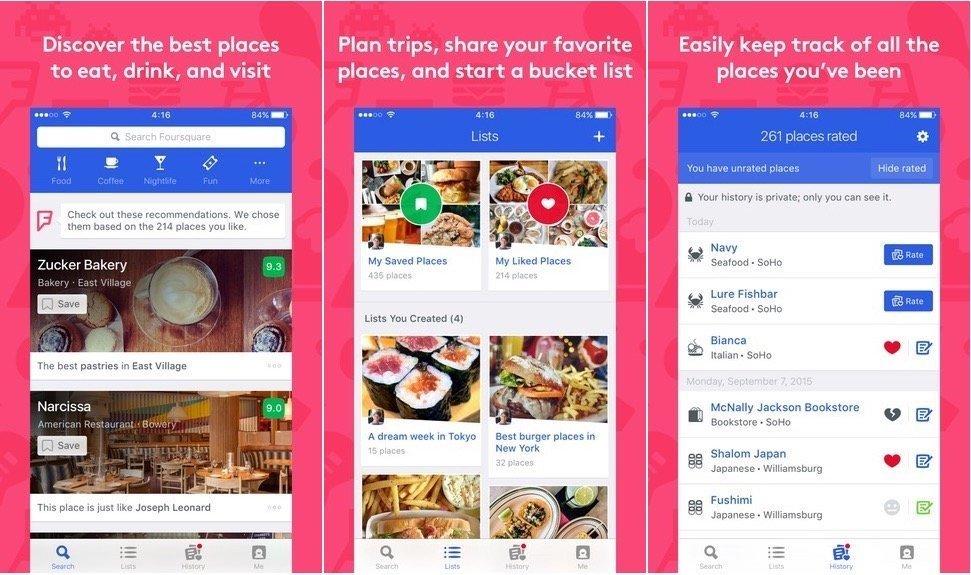 Discover the best places
to eat, drink, and visit
4:16
84%
Search Foursquare
Food
Coffee
Nightlife
Fun
More
Check out these recommendations. We chose
them based on the 214 places you like.
Zucker Bakery
9.3
Bakery · East Village
Save
The best pastries in East Village
Narcissa
9.0
American Restaurant · Bowery
Save
This place is just like Joseph Leonard
Search
Lists
History
Me
Plan trips, share your favorite
places, and start a bucket list
4:16
84%
Lists
+
My Saved Places
435 places
My Liked Places
214 places
Lists You Created (4)
A dream week in Tokyo
15 places
Best burger places in
New York
32 places
Search
Lists
History
Me
Easily keep track of all the
places you've been
4:16
84%
261 places rated
You have unrated places
Hide rated
Your history is private; only you can see it.
Today
Navy
Seafood • SoHo
Rate
Lure Fishbar
Seafood • SoHo
Rate
Bianca
Italian • SoHo
Monday, September 7, 2015
McNally Jackson Bookstore
Bookstore • SoHo
Shalom Japan
Japanese • Williamsburg
Fushimi
Japanese • Williamsburg
Search
Lists
History
Me